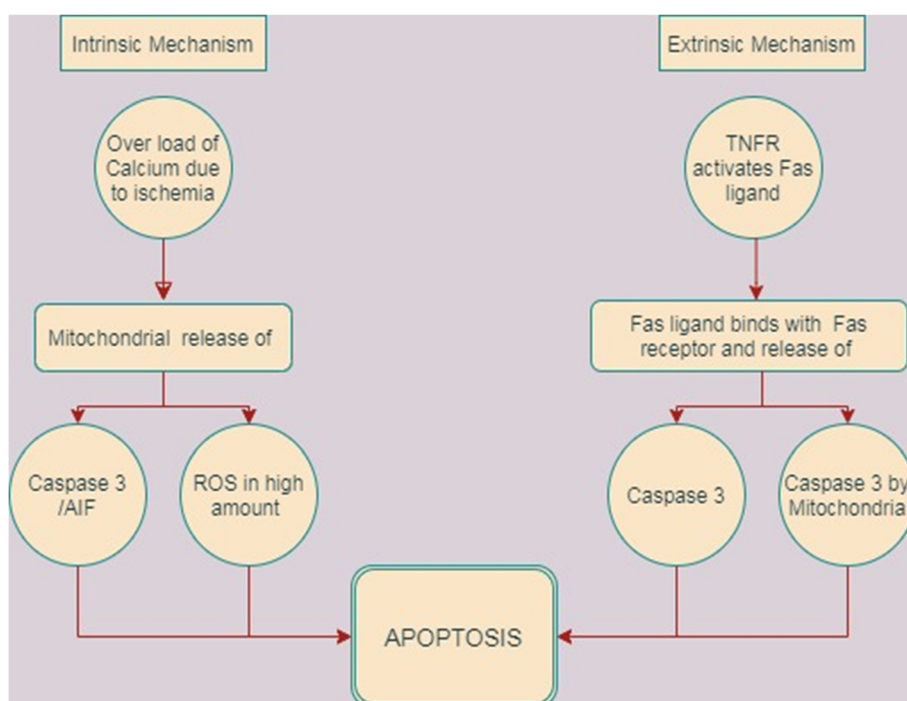 Intrinsic Mechanism
Extrinsic Mechanism
Over load of
Calcium due
to ischemia
TNFR
activates Fas
ligand
Mitochondrial release of
Fas ligand binds with Fas
receptor and release of
Caspase 3
/AIF
ROS in high
amount
Caspase 3
Caspase 3 by
Mitochondria
APOPTOSIS